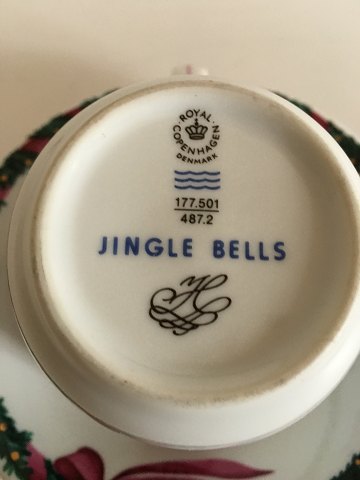 ROYAL
COPENHAGEN
DENMARK
177.501
487.2
JINGLE BELLS